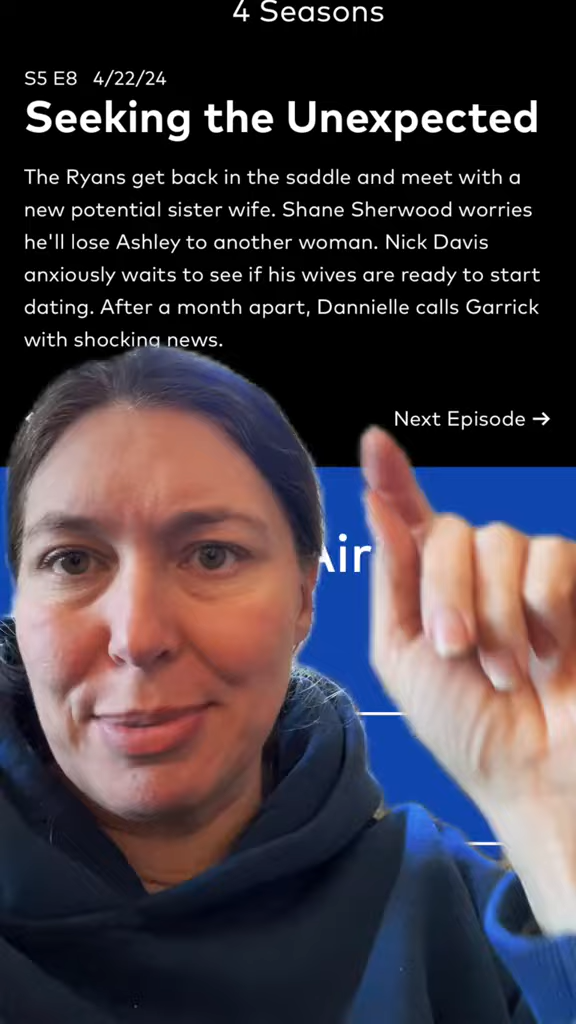 4 Seasons
S5 E8 4/22/24
Seeking the Unexpected
The Ryans get back in the saddle and meet with a
new potential sister wife. Shane Sherwood worries
he'll lose Ashley to another woman. Nick Davis
anxiously waits to see if his wives are ready to start
dating. After a month apart, Dannielle calls Garrick
with shocking news.
Next Episode →
Air